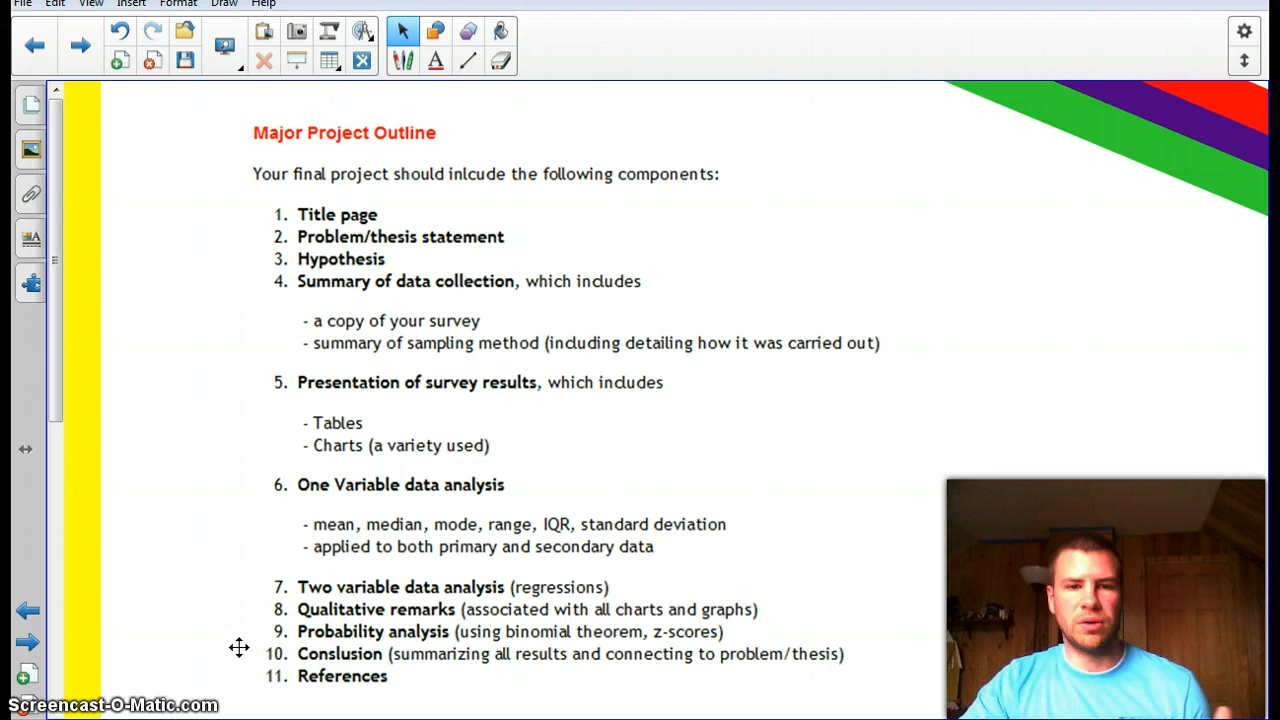 File Edit View Insert Format Draw Help
Major Project Outline
Your final project should inlcude the following components:
1. Title page
2. Problem/thesis statement
3. Hypothesis
4. Summary of data collection, which includes
- a copy of your survey
- summary of sampling method (including detailing how it was carried out)
5. Presentation of survey results, which includes
- Tables
- Charts (a variety used)
6. One Variable data analysis
- mean, median, mode, range, IQR, standard deviation
- applied to both primary and secondary data
7. Two variable data analysis (regressions)
8. Qualitative remarks (associated with all charts and graphs)
9. Probability analysis (using binomial theorem, z-scores)
10. Conslusion (summarizing all results and connecting to problem/thesis)
11. References
Screencast-O-Matic.com